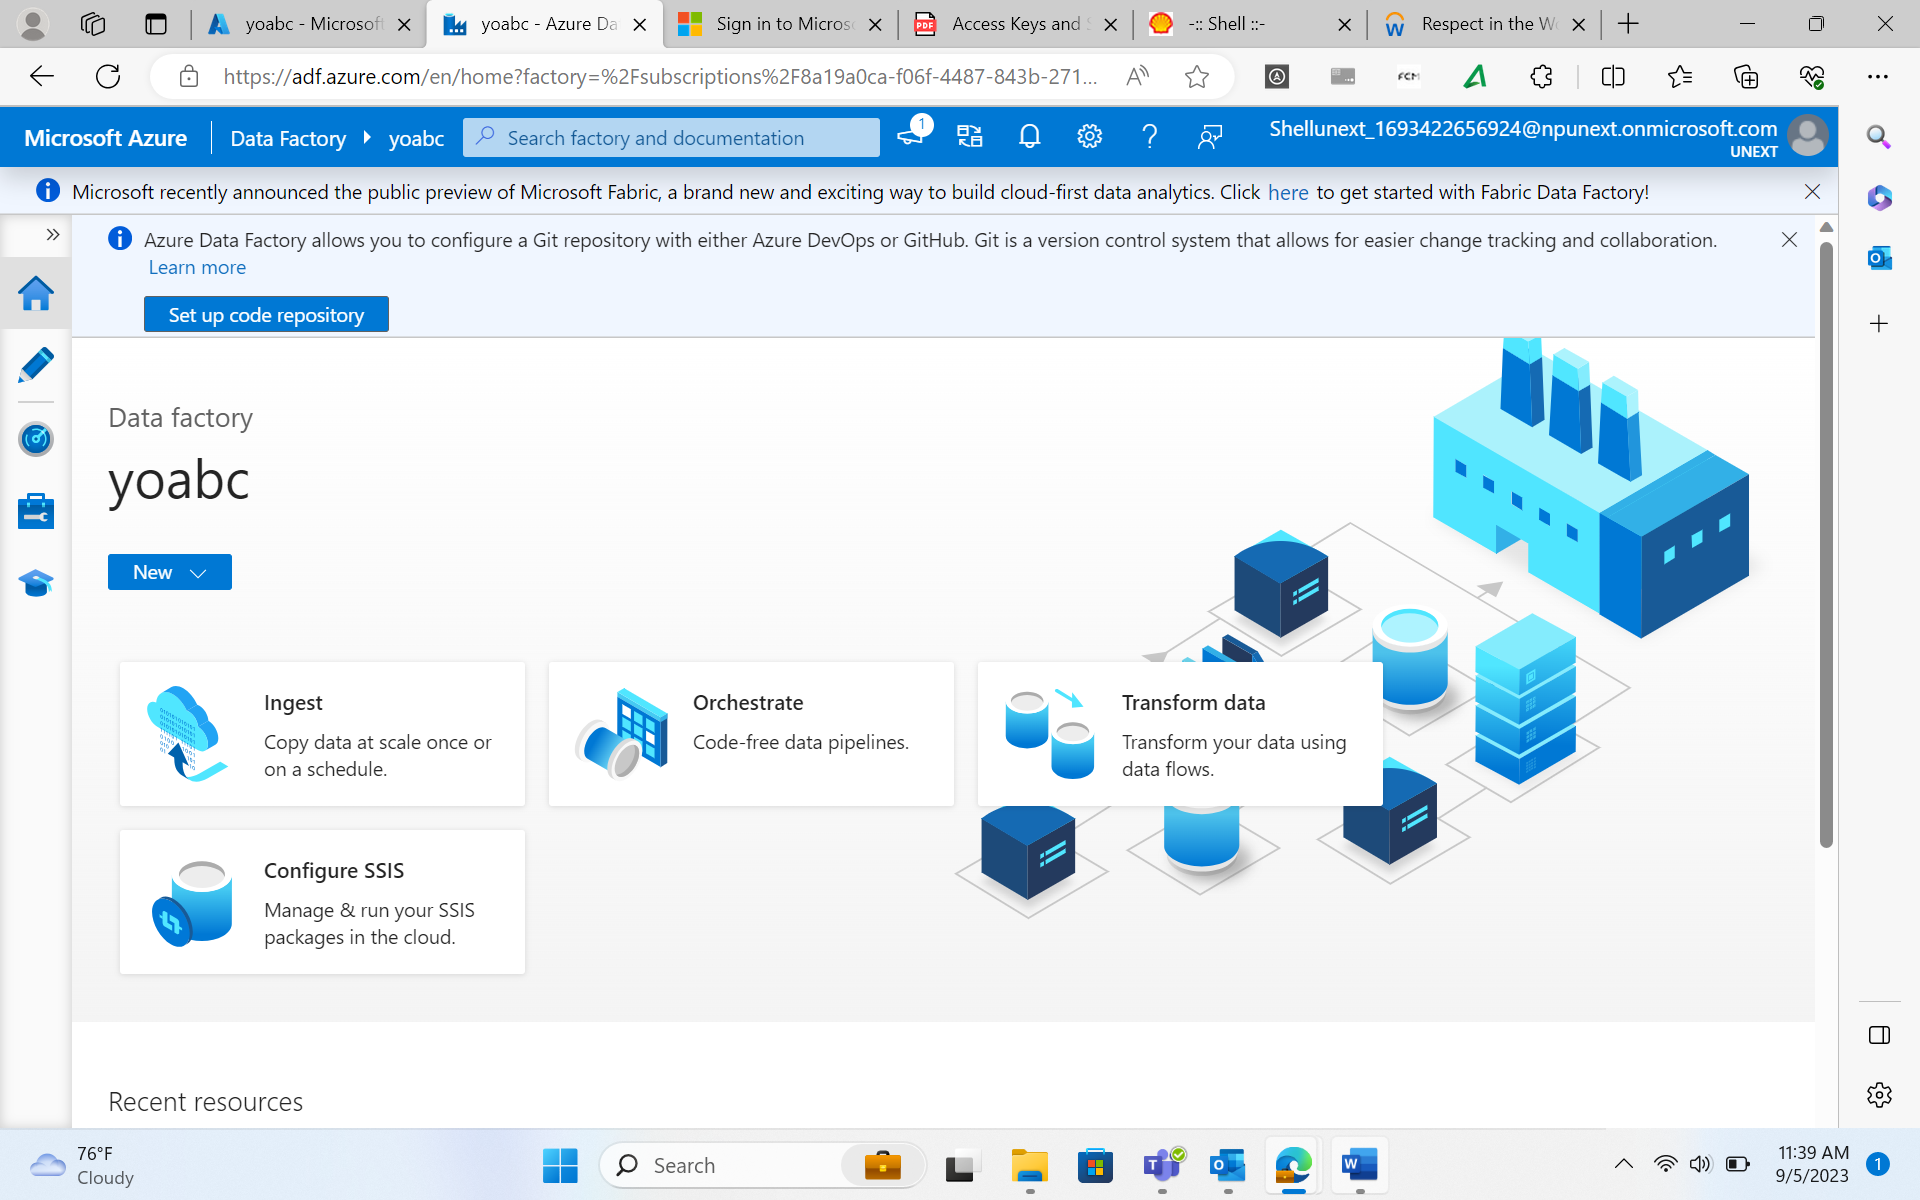 yoabc - Microsoft
yoabc - Azure Da
Sign in to Micros
Access Keys and S
-:: Shell ::-
Respect in the Wo
https://adf.azure.com/en/home?factory=%2Fsubscriptions%2F8a19a0ca-f06f-4487-843b-271...
FCM
Microsoft Azure
Data Factory
yoabc
Search factory and documentation
1
Shellunext_1693422656924@npunext.onmicrosoft.com
UNEXT
Microsoft recently announced the public preview of Microsoft Fabric, a brand new and exciting way to build cloud-first data analytics. Click here to get started with Fabric Data Factory!
Azure Data Factory allows you to configure a Git repository with either Azure DevOps or GitHub. Git is a version control system that allows for easier change tracking and collaboration.
Learn more
Set up code repository
Data factory
yoabc
New
Ingest
Copy data at scale once or
on a schedule.
Orchestrate
Code-free data pipelines.
Transform data
Transform your data using
data flows.
Configure SSIS
Manage & run your SSIS
packages in the cloud.
Recent resources
76°F
Cloudy
Search
11:39 AM
9/5/2023
1